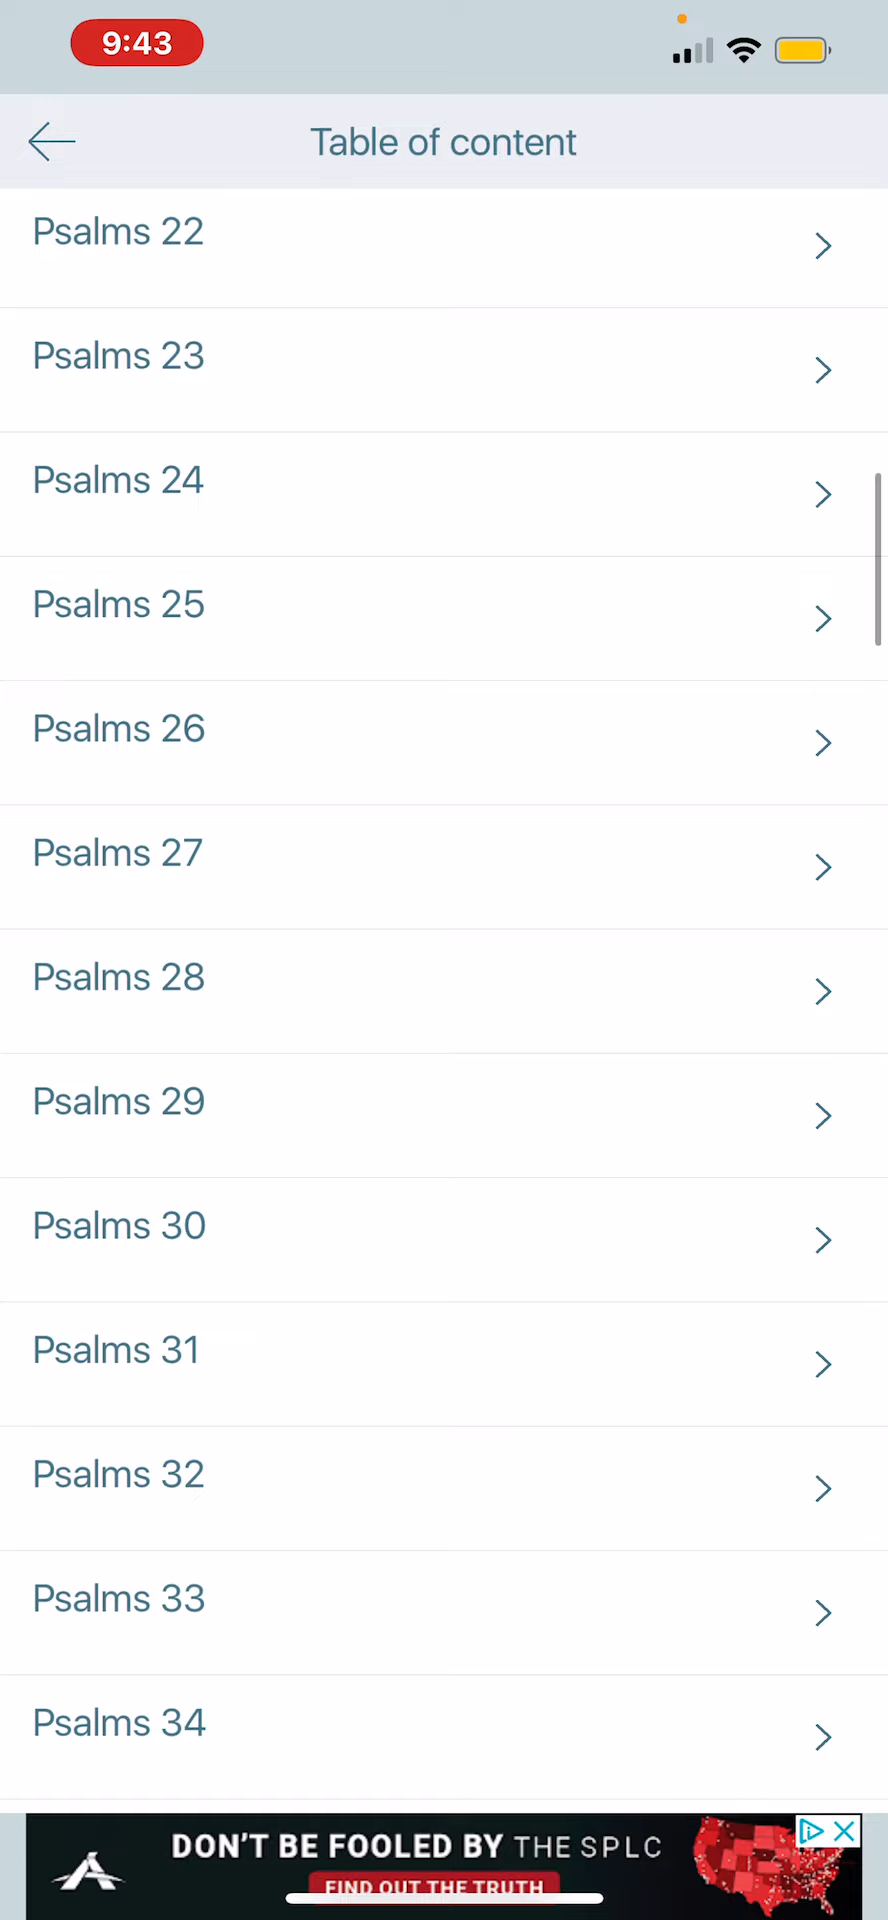 9:43
Table of content
Psalms 22
Psalms 23
Psalms 24
Psalms 25
Psalms 26
Psalms 27
Psalms 28
Psalms 29
Psalms 30
Psalms 31
Psalms 32
Psalms 33
Psalms 34
DON'T BE FOOLED BY THE SPLC
FIND OUT THE TRUTH